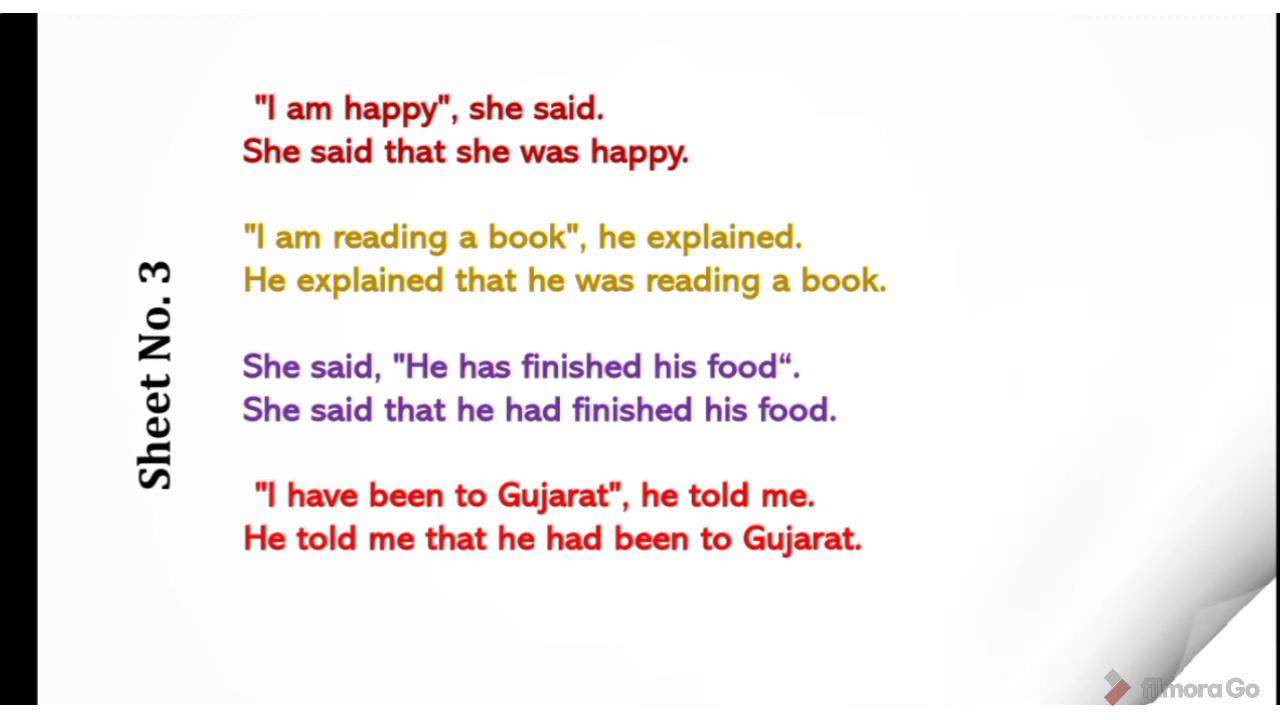 "I am happy", she said.
She said that she was happy.
"I am reading a book", he explained.
He explained that he was reading a book.
Sheet No. 3
She said, "He has finished his food“.
She said that he had finished his food.
"I have been to Gujarat", he told me.
He told me that he had been to Gujarat.
filmora Go